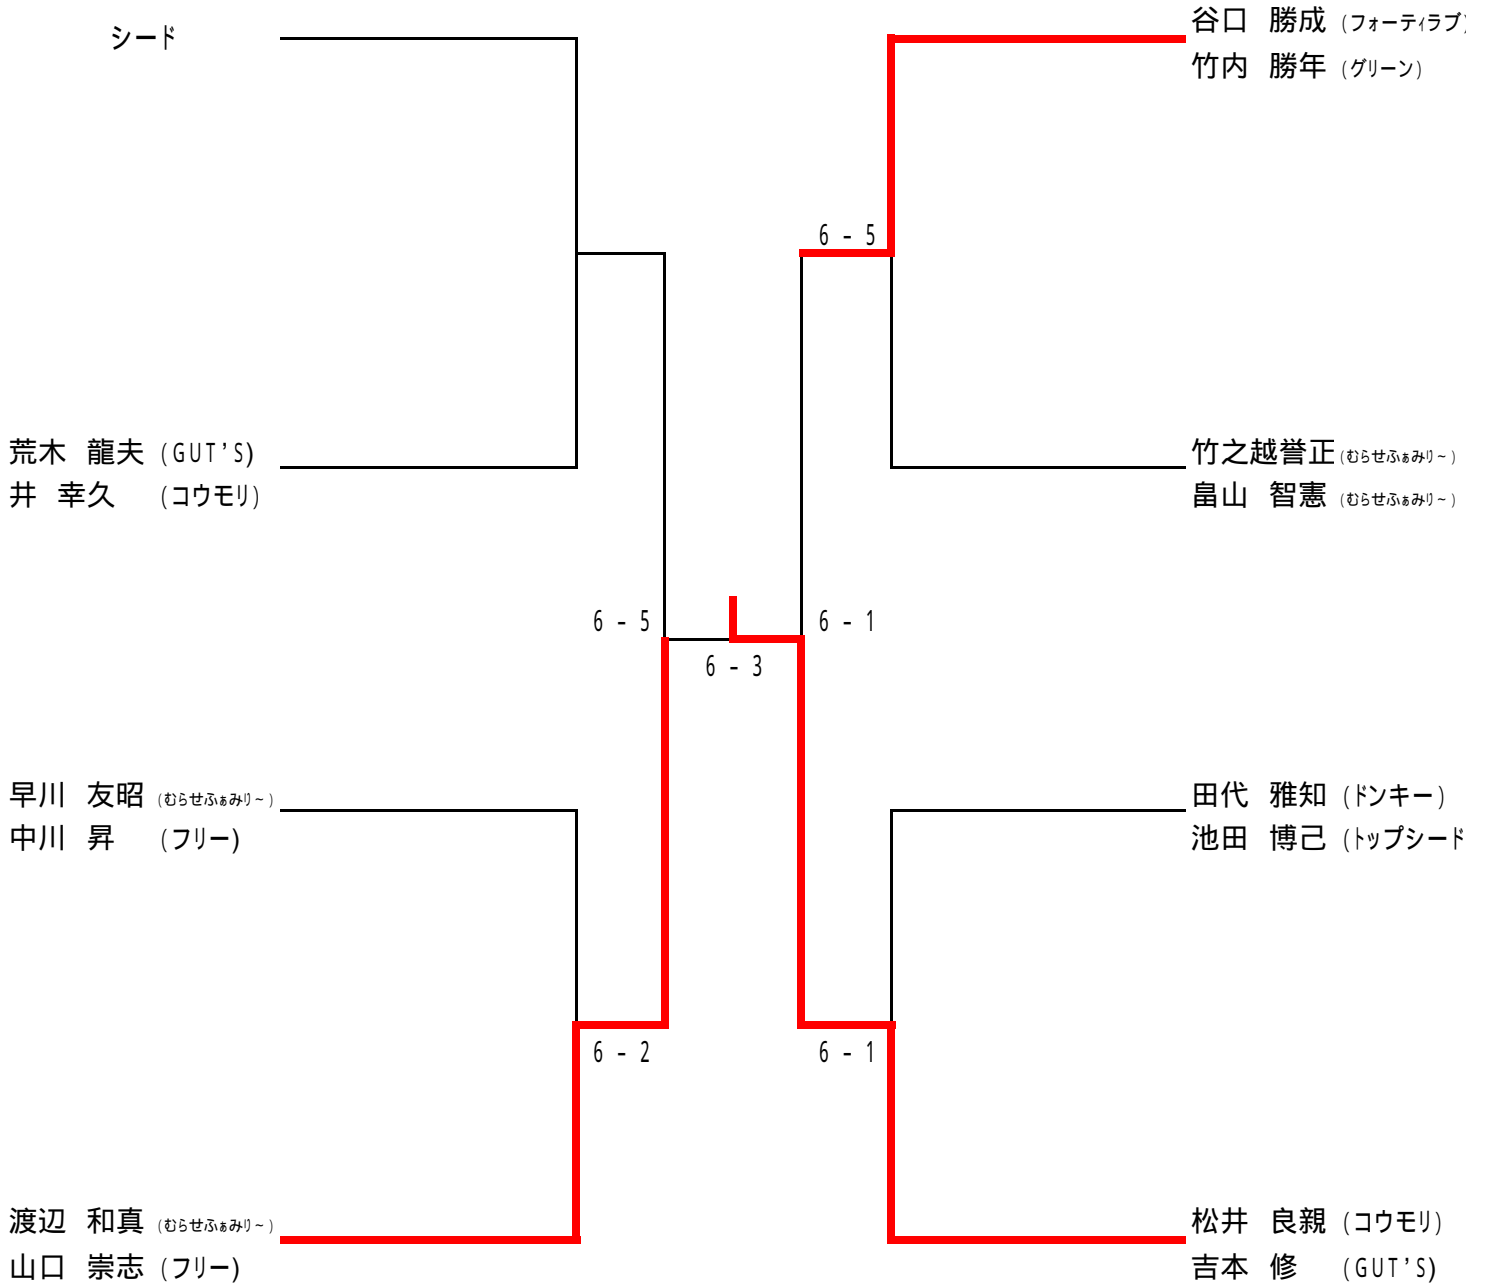 シード
谷口 勝成 (フォーティラブ)
竹内 勝年 (グリーン)
6 - 5
荒木 龍夫 (GUT'S)
井 幸久 (コウモリ)
竹之越誉正 (むらせふぁみり~)
畠山 智憲 (むらせふぁみり~)
6 - 5
6 - 1
6 - 3
早川 友昭 (むらせふぁみり~)
中川 昇 (フリー)
田代 雅知 (ドンキー)
池田 博己 (トップシード
6 - 2
6 - 1
渡辺 和真 (むらせふぁみり~)
山口 崇志 (フリー)
松井 良親 (コウモリ)
吉本 修 (GUT'S)